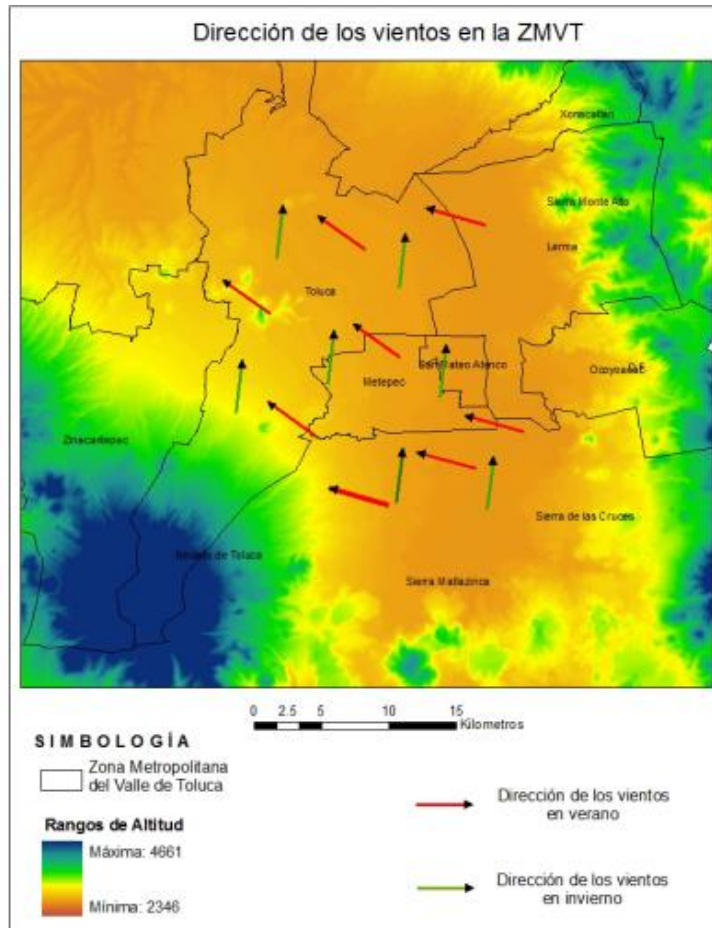 Dirección de los vientos en la ZMVT
Xonacatlan
Sierra Monte Alto
Lerma
Toluca
San Mateo Atenco
Metepec
Ocoyoacac
D.F.
Zinacantepec
Sierra de las Cruces
Nevado de Toluca
Sierra Matlazinca
0 2.5 5 10 15
Kilometros
SIMBOLOGÍA
Zona Metropolitana
del Valle de Toluca
Rangos de Altitud
Máxima: 4661
Mínima: 2346
Dirección de los vientos
en verano
Dirección de los vientos
en invierno